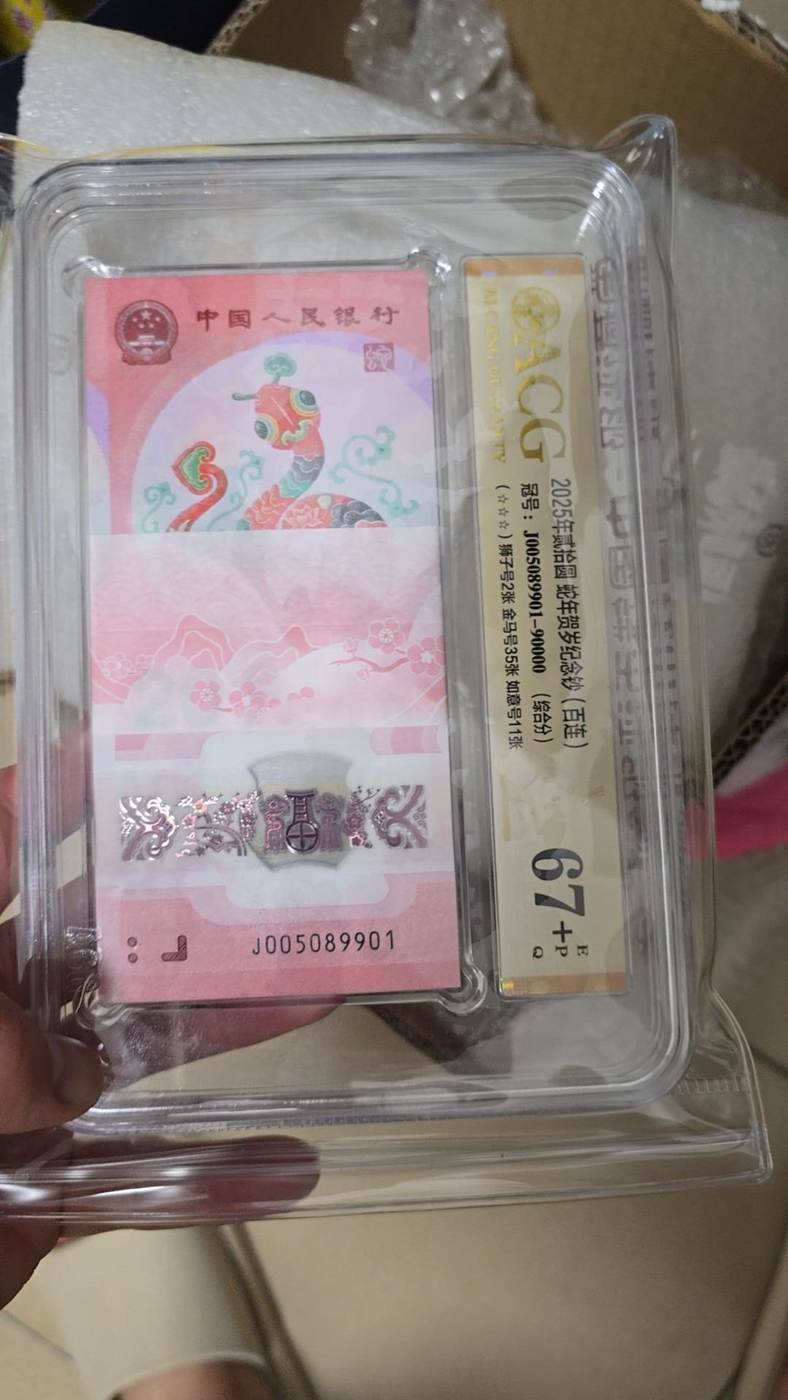 中国人民银行
J005089901
ACG
2025年贰拾圆 蛇年贺岁纪念钞（百连）
冠号：J005089901-90000 （综合分）
（☆☆☆）狮子号2张 金马号35张 如意号11张
67+
E
P
Q